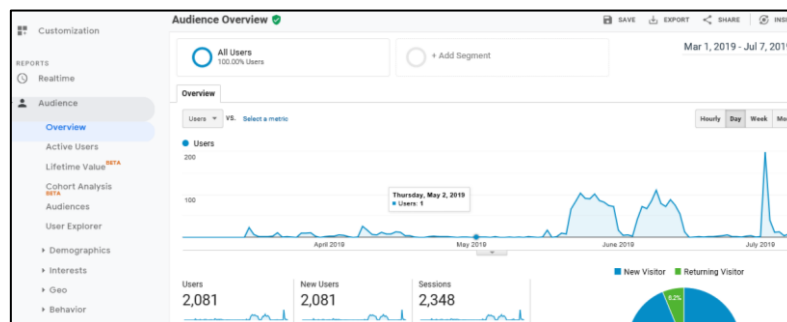 Customization
REPORTS
Realtime
Audience
Overview
Active Users
Lifetime Value BETA
Cohort Analysis
BETA
Audiences
User Explorer
Demographics
Interests
Geo
Behavior
Audience Overview
SAVE EXPORT SHARE
All Users
100.00% Users
+ Add Segment
Mar 1, 2019 - Jul 7, 2019
Overview
Users VS. Select a metric
Hourly Day Week
Users
200
100
Thursday, May 2, 2019
Users: 1
April 2019 May 2019 June 2019 July 2019
New Visitor Returning Visitor
Users New Users Sessions
2,081 2,081 2,348
6.2%